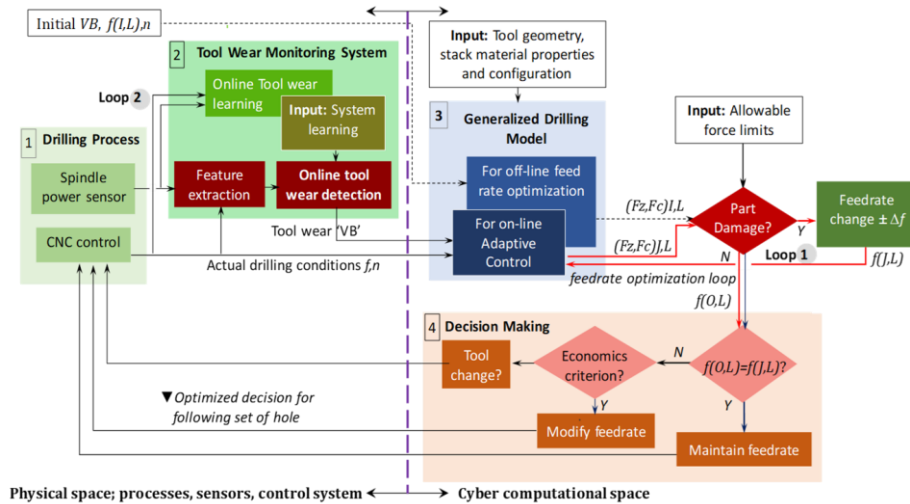 Initial VB, f(I,L),n
2
Tool Wear Monitoring System
Online Tool wear
learning
Input: System
learning
Loop 2
1
Drilling Process
Spindle
power sensor
Feature
extraction
Online tool
wear detection
CNC control
Tool wear 'VB'
Actual drilling conditions f,n
Input: Tool geometry,
stack material properties
and configuration
3
Generalized Drilling
Model
For off-line feed
rate optimization
For on-line
Adaptive
Control
(Fz,Fc)I,L
(Fz,Fc)J,L
Input: Allowable
force limits
Part
Damage?
Y
Feedrate
change ± Δf
N
Loop 1
f(J,L)
feedrate optimization loop
f(O,L)
4
Decision Making
Tool
change?
Economics
criterion?
N
f(O,L)=f(J,L)?
Y
Y
Modify feedrate
Maintain feedrate
▼Optimized decision for
following set of hole
Physical space; processes, sensors, control system
Cyber computational space